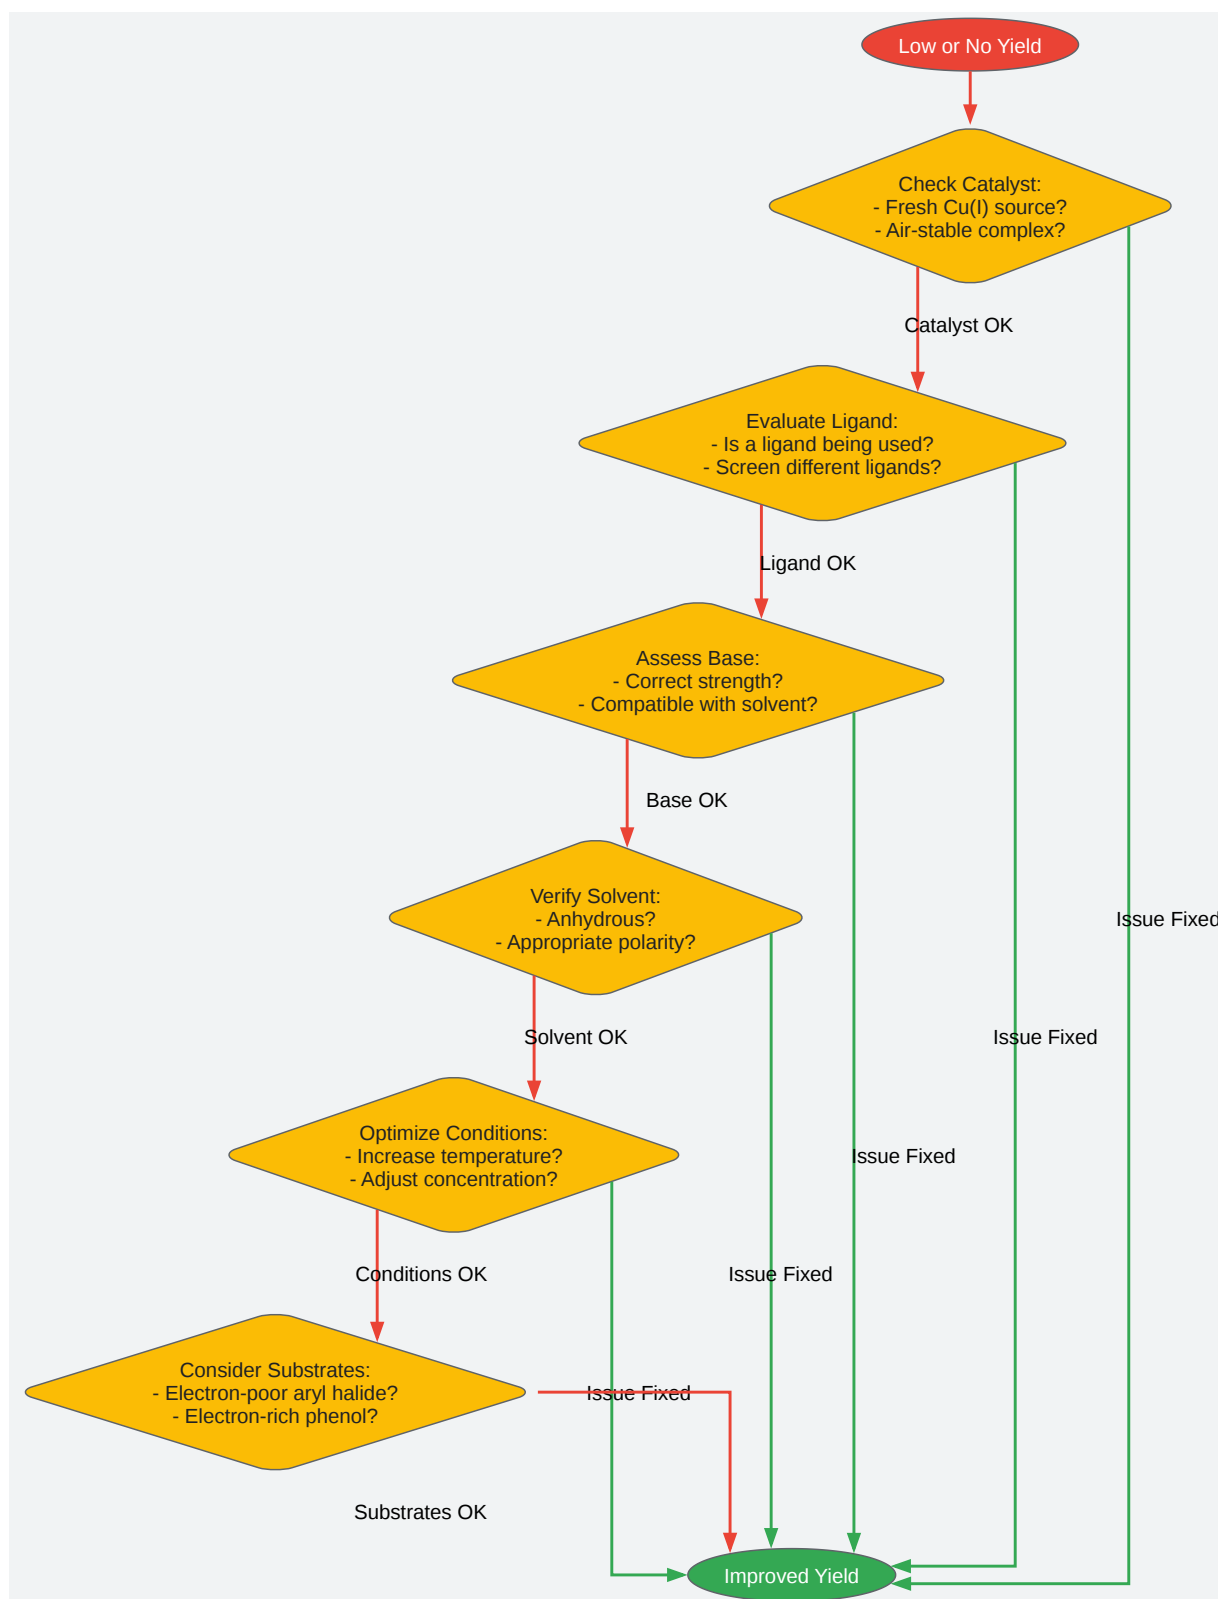 Low or No Yield
Check Catalyst:
- Fresh Cu(I) source?
- Air-stable complex?
Catalyst OK
Evaluate Ligand:
- Is a ligand being used?
- Screen different ligands?
Ligand OK
Assess Base:
- Correct strength?
- Compatible with solvent?
Base OK
Verify Solvent:
- Anhydrous?
- Appropriate polarity?
Issue Fixed
Solvent OK
Issue Fixed
Optimize Conditions:
- Increase temperature?
- Adjust concentration?
Issue Fixed
Conditions OK
Issue Fixed
Consider Substrates:
- Electron-poor aryl halide?
- Electron-rich phenol?
Issue Fixed
Substrates OK
Improved Yield